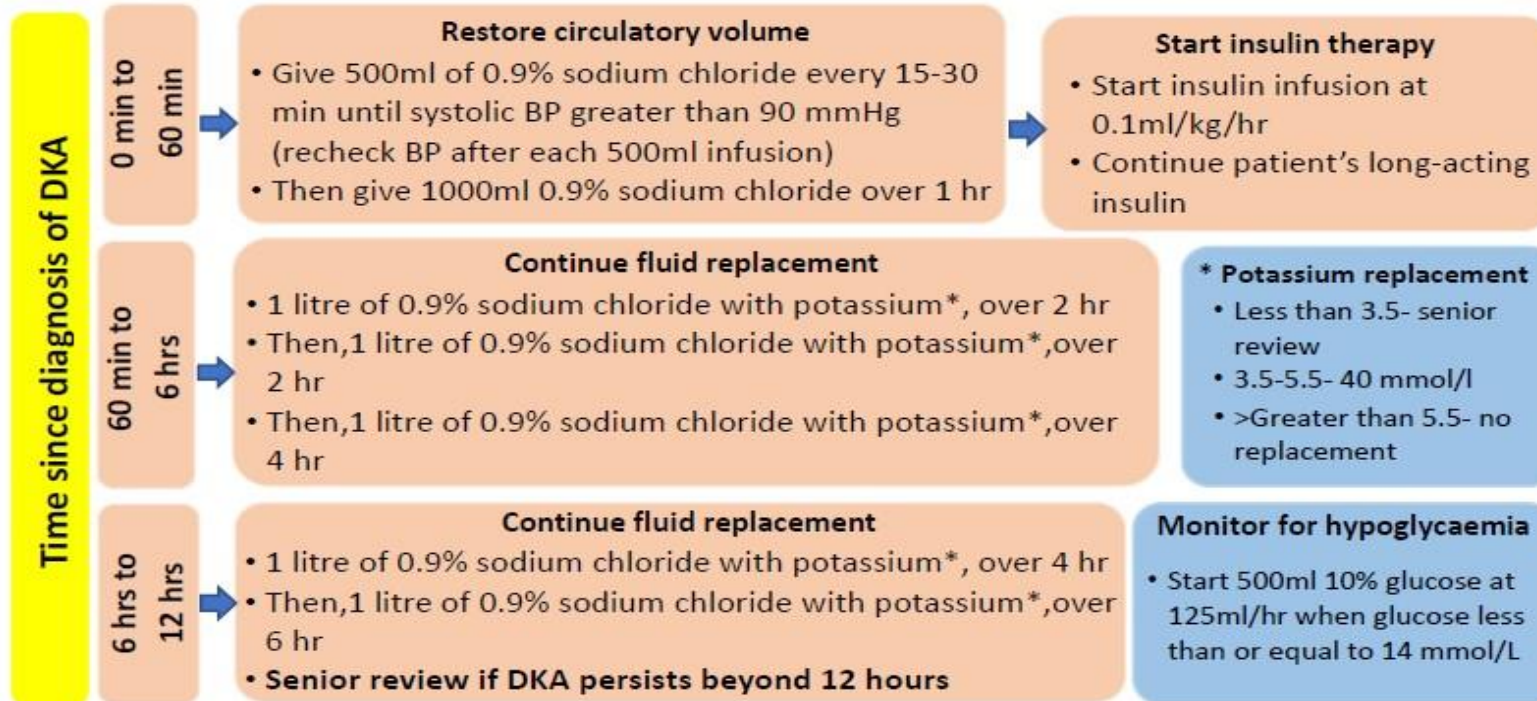 Time since diagnosis of DKA
0 min to
60 min
Restore circulatory volume
• Give 500ml of 0.9% sodium chloride every 15-30
min until systolic BP greater than 90 mmHg
(recheck BP after each 500ml infusion)
• Then give 1000ml 0.9% sodium chloride over 1 hr
Start insulin therapy
• Start insulin infusion at
0.1ml/kg/hr
• Continue patient's long-acting
insulin
60 min to
6 hrs
Continue fluid replacement
• 1 litre of 0.9% sodium chloride with potassium*, over 2 hr
• Then,1 litre of 0.9% sodium chloride with potassium*,over
2 hr
• Then,1 litre of 0.9% sodium chloride with potassium*,over
4 hr
* Potassium replacement
• Less than 3.5- senior
review
• 3.5-5.5- 40 mmol/l
• >Greater than 5.5- no
replacement
6 hrs to
12 hrs
Continue fluid replacement
• 1 litre of 0.9% sodium chloride with potassium*, over 4 hr
• Then,1 litre of 0.9% sodium chloride with potassium*,over
6 hr
• Senior review if DKA persists beyond 12 hours
Monitor for hypoglycaemia
• Start 500ml 10% glucose at
125ml/hr when glucose less
than or equal to 14 mmol/L